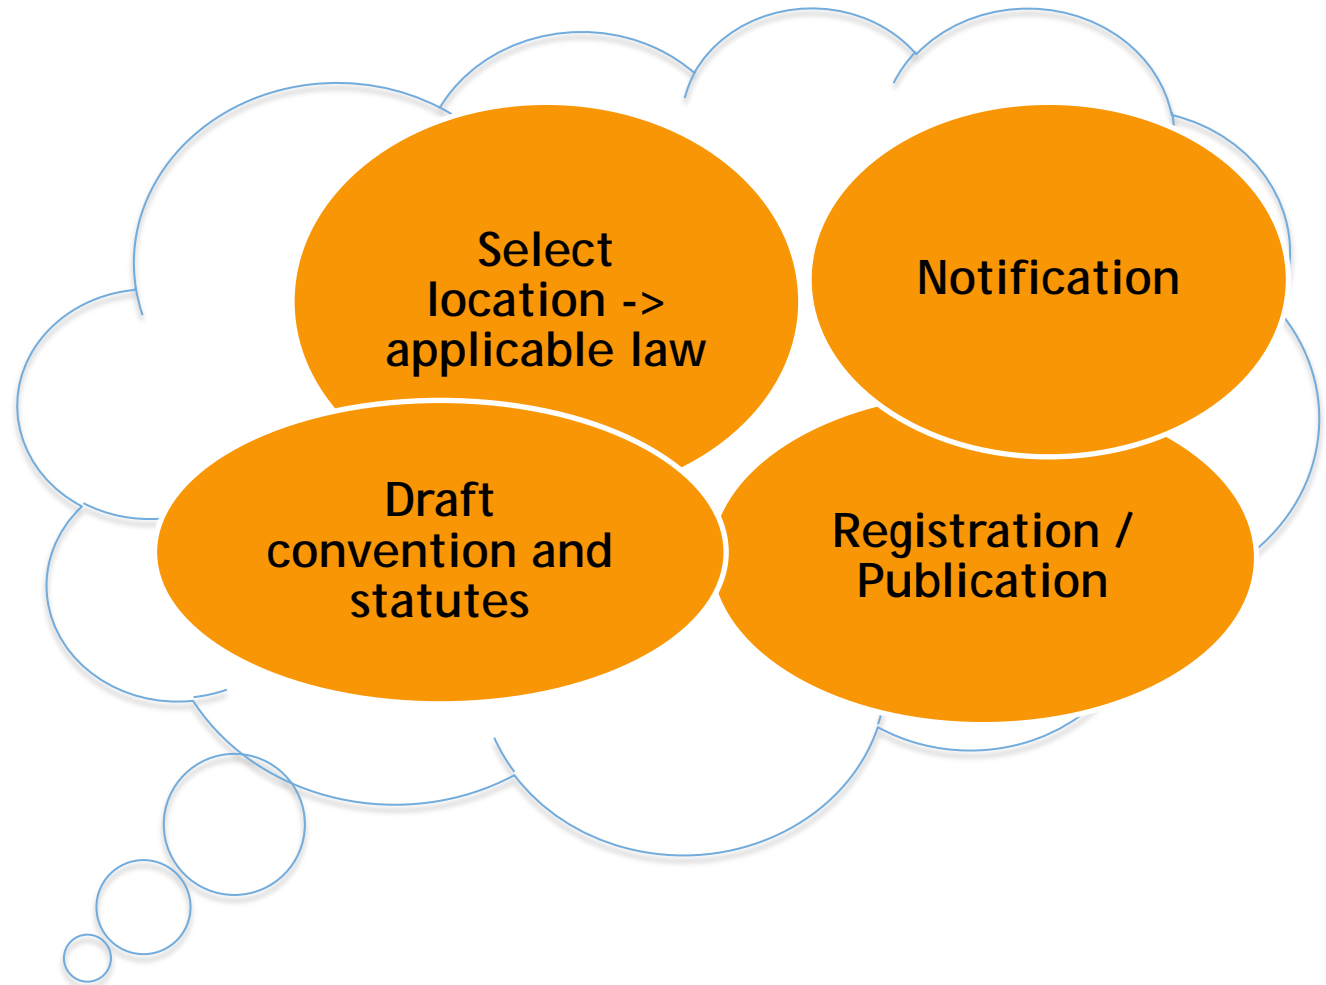 Select
location ->
applicable law
Notification
Draft
convention and
statutes
Registration /
Publication